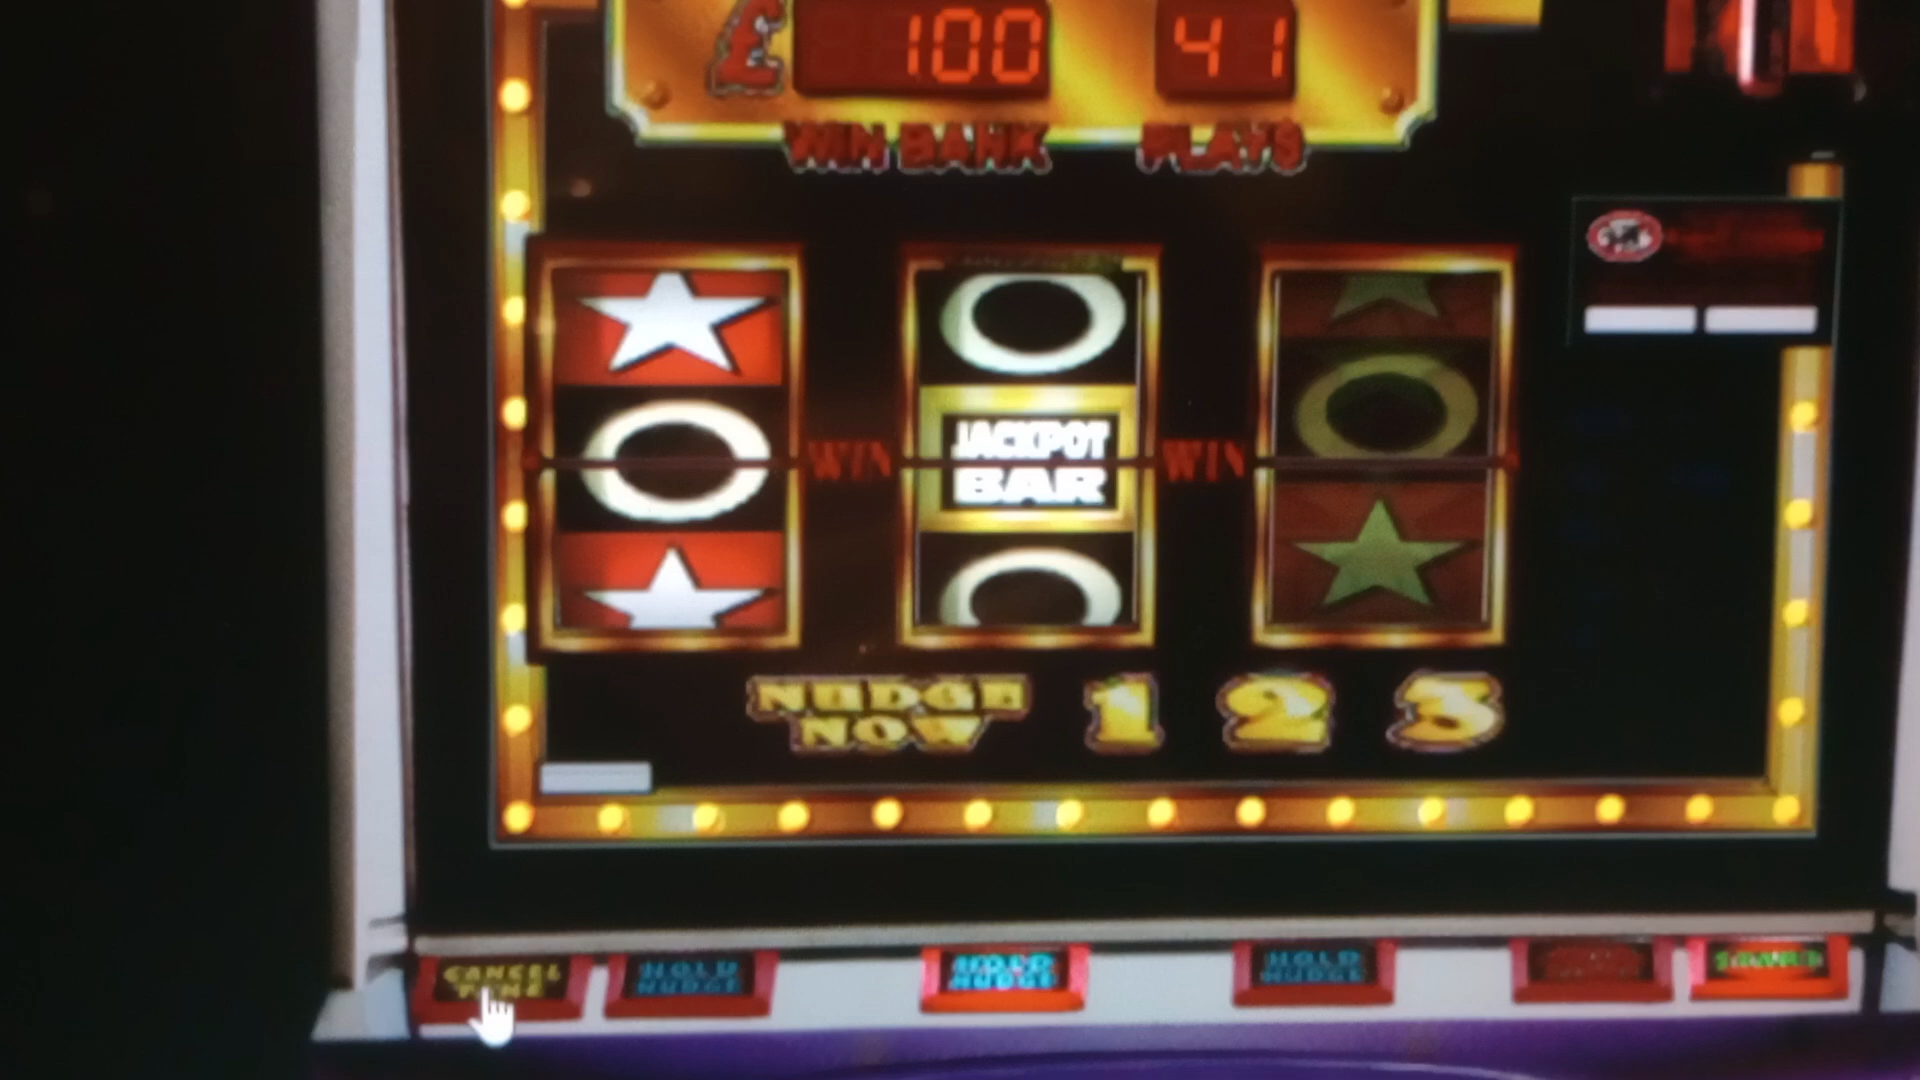 £ 100 41
WIN BANK PLAYS
WIN WIN
JACKPOT
BAR
NUDGE
NOW
1 2 3
CANCEL
HOLD
NUDGE
HOLD
NUDGE
HOLD
NUDGE